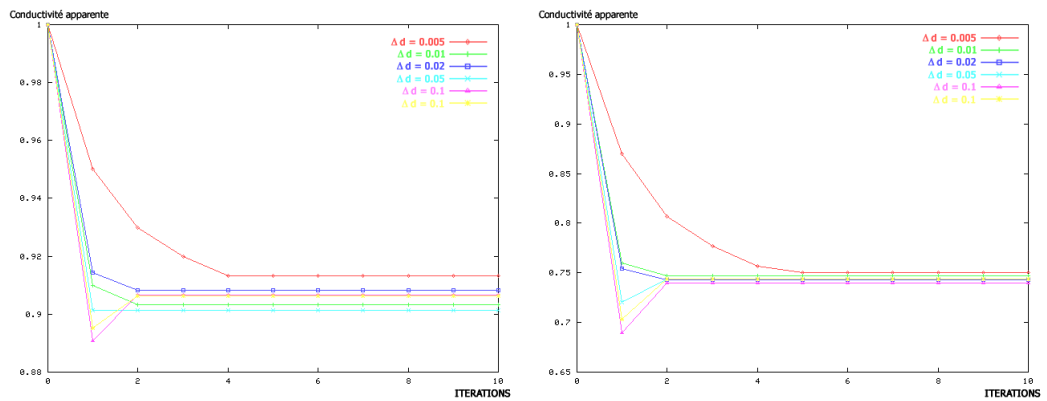 Conductivité apparente
1
0.98
0.96
0.94
0.92
0.9
0.88
0
2
4
6
8
10
ITERATIONS
Δ d = 0.005
Δ d = 0.01
Δ d = 0.02
Δ d = 0.05
Δ d = 0.1
Δ d = 0.1
Conductivité apparente
1
0.95
0.9
0.85
0.8
0.75
0.7
0.65
0
2
4
6
8
10
ITERATIONS
Δ d = 0.005
Δ d = 0.01
Δ d = 0.02
Δ d = 0.05
Δ d = 0.1
Δ d = 0.1